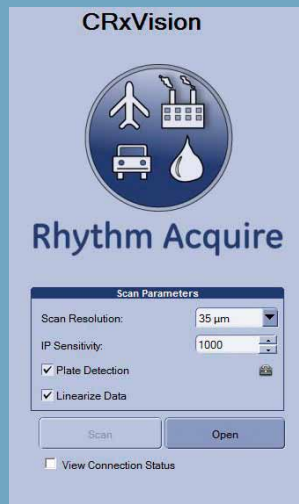 CRxVision
Rhythm Acquire
Scan Parameters
Scan Resolution: 35 µm
IP Sensitivity: 1000
Plate Detection
Linearize Data
Scan Open
View Connection Status